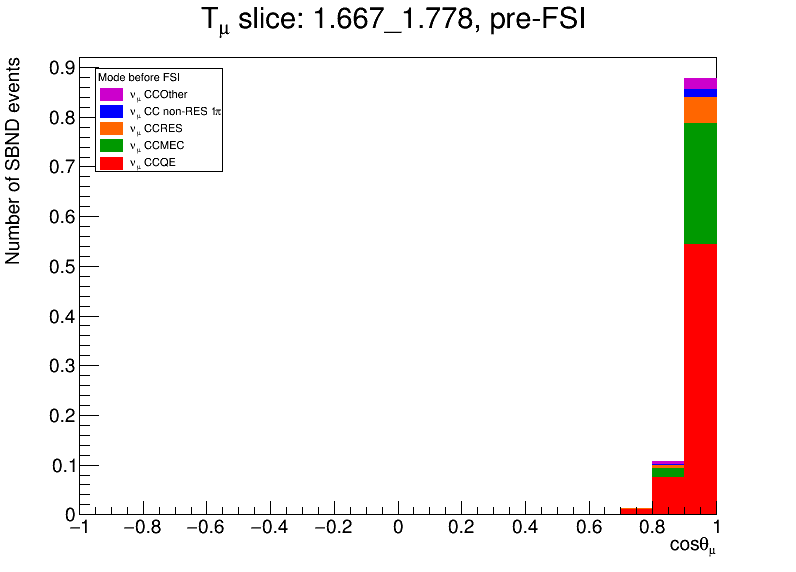 Tμ slice: 1.667_1.778, pre-FSI
Number of SBND events
0.9
0.8
0.7
0.6
0.5
0.4
0.3
0.2
0.1
0
Mode before FSI
νμ CCOther
νμ CC non-RES 1π
νμ CCRES
νμ CCMEC
νμ CCQE
−1 −0.8 −0.6 −0.4 −0.2 0 0.2 0.4 0.6 0.8 1
cosθμ